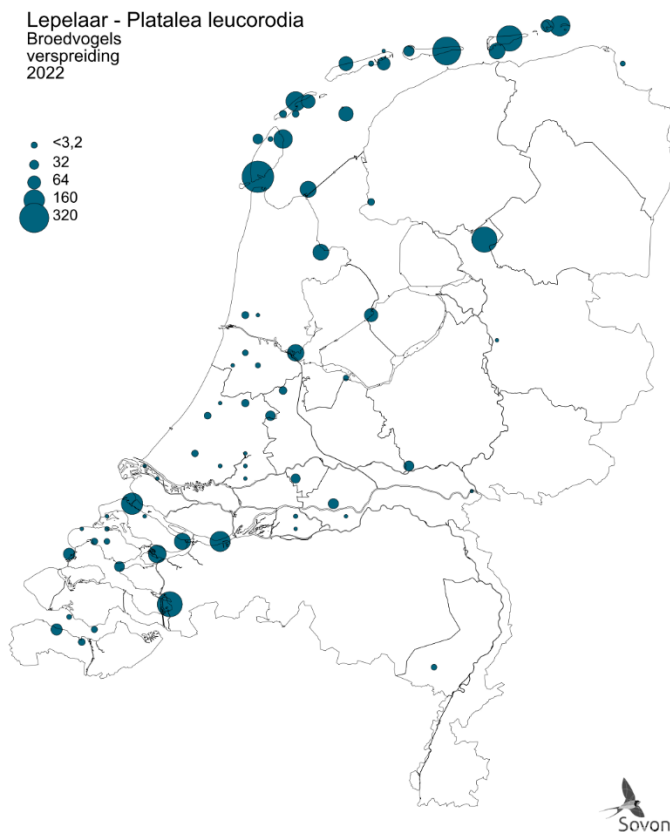 Lepelaar - Platalea leucorodia
Broedvogels
verspreiding
2022
<3,2
32
64
160
320
Sovon